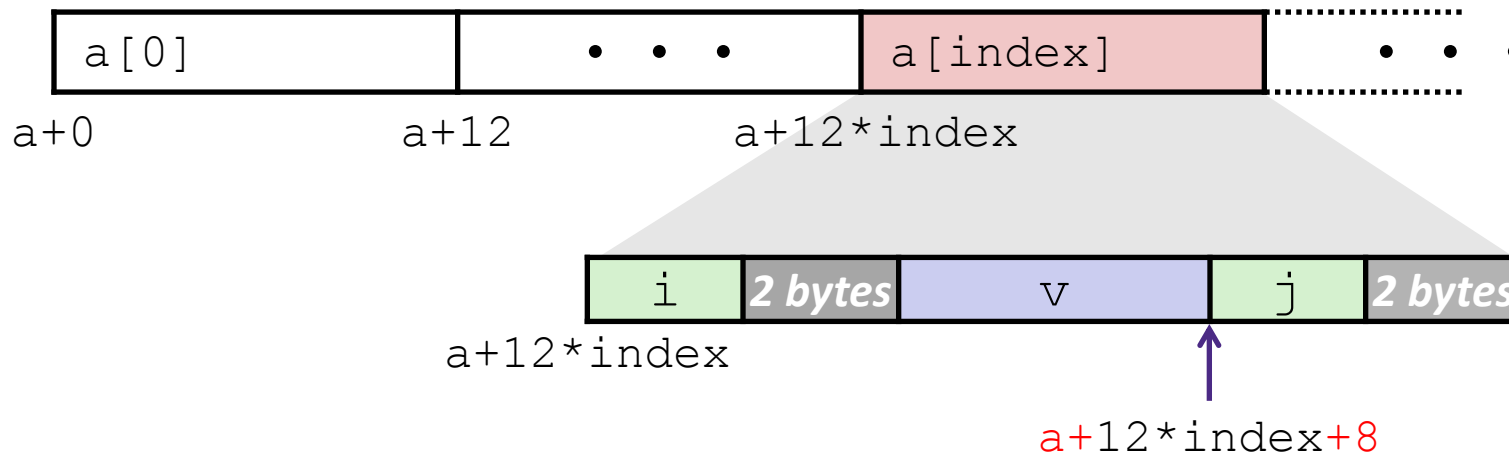 a[0] • • • a[index] • • •
a+0 a+12 a+12*index
i 2 bytes v j 2 bytes
a+12*index
a+12*index+8